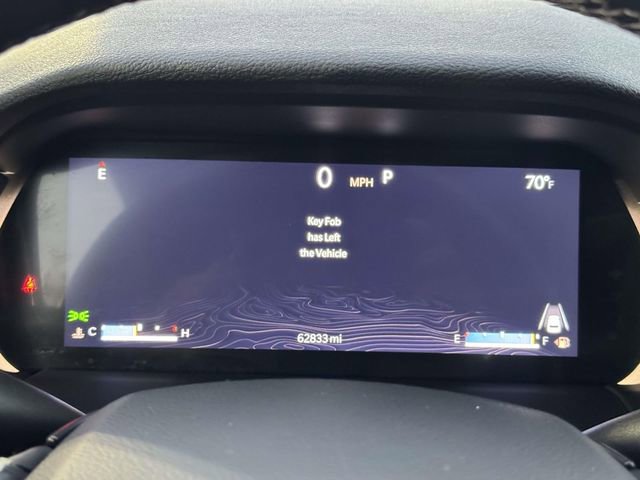 E
0 MPH P
70°F
Key Fob
has Left
the Vehicle
C H
62833 mi
E F